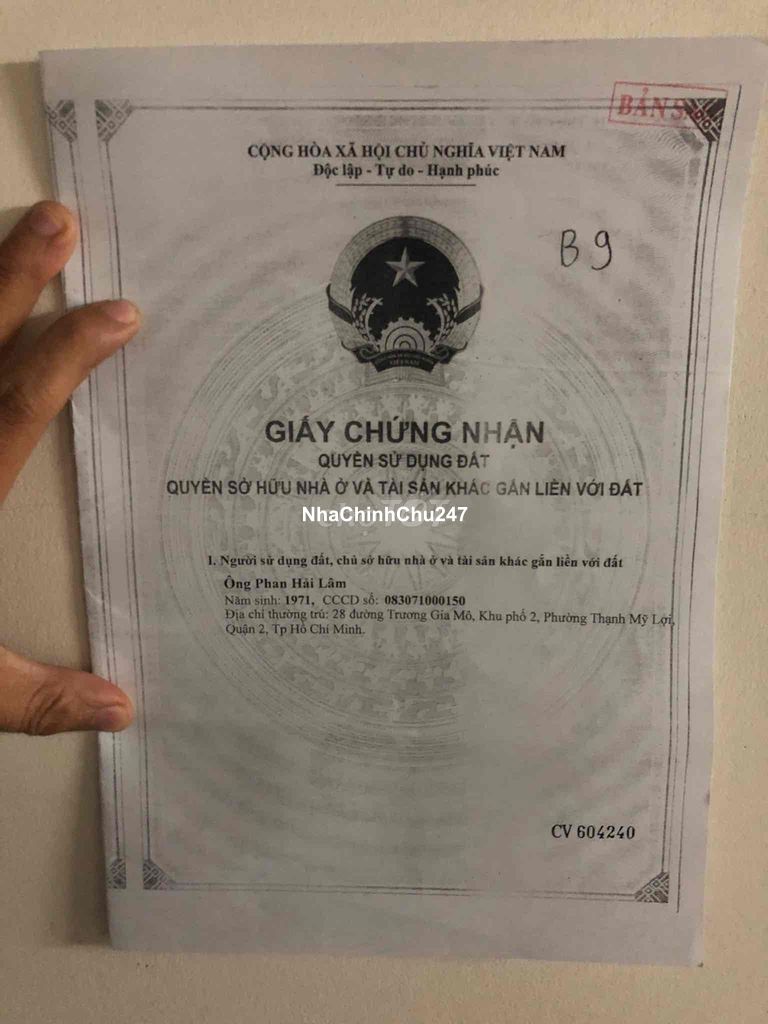 BẢN S
CỘNG HÒA XÃ HỘI CHỦ NGHĨA VIỆT NAM
Độc lập - Tự do - Hạnh phúc
B 9
VIỆT NAM
GIẤY CHỨNG NHẬN
QUYỀN SỬ DỤNG ĐẤT
QUYỀN SỞ HỮU NHÀ Ở VÀ TÀI SẢN KHÁC GẮN LIỀN VỚI ĐẤT
NhaChinhChu247
I. Người sử dụng đất, chủ sở hữu nhà ở và tài sản khác gắn liền với đất
Ông Phan Hải Lâm
Năm sinh: 1971, CCCD số: 083071000150
Địa chỉ thường trú: 28 đường Trương Gia Mô, Khu phố 2, Phường Thạnh Mỹ Lợi,
Quận 2, Tp Hồ Chí Minh.
CV 604240